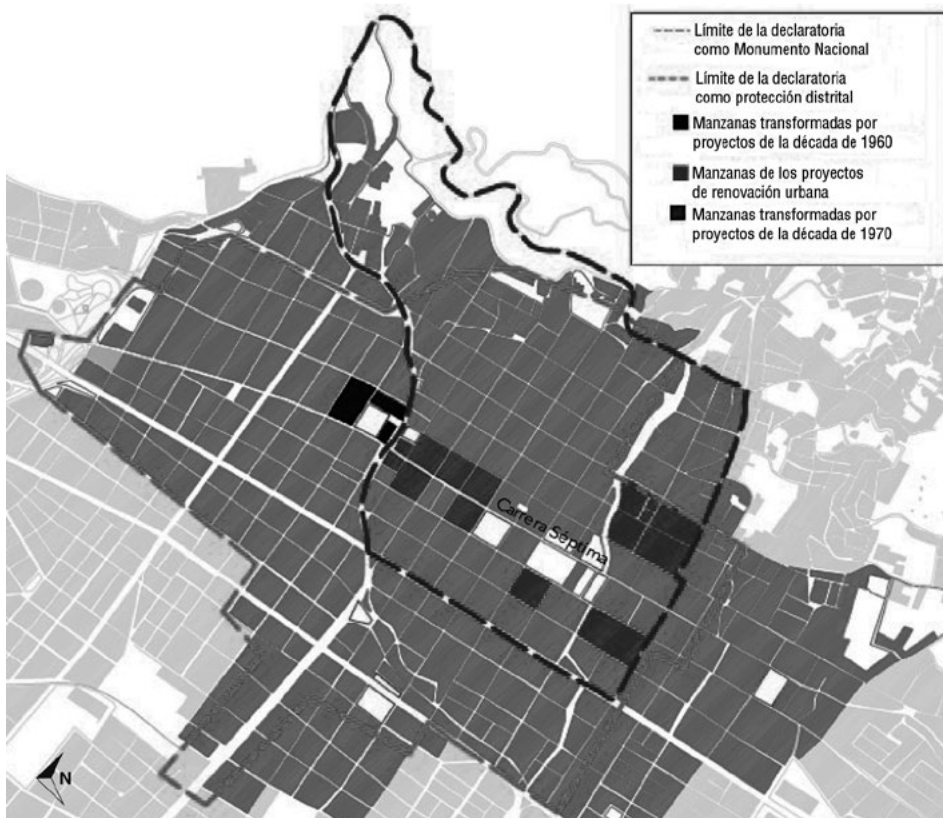 Límite de la declaratoria
como Monumento Nacional
Límite de la declaratoria
como protección distrital
Manzanas transformadas por
proyectos de la década de 1960
Manzanas de los proyectos
de renovación urbana
Manzanas transformadas por
proyectos de la década de 1970
Carrera Séptima
N